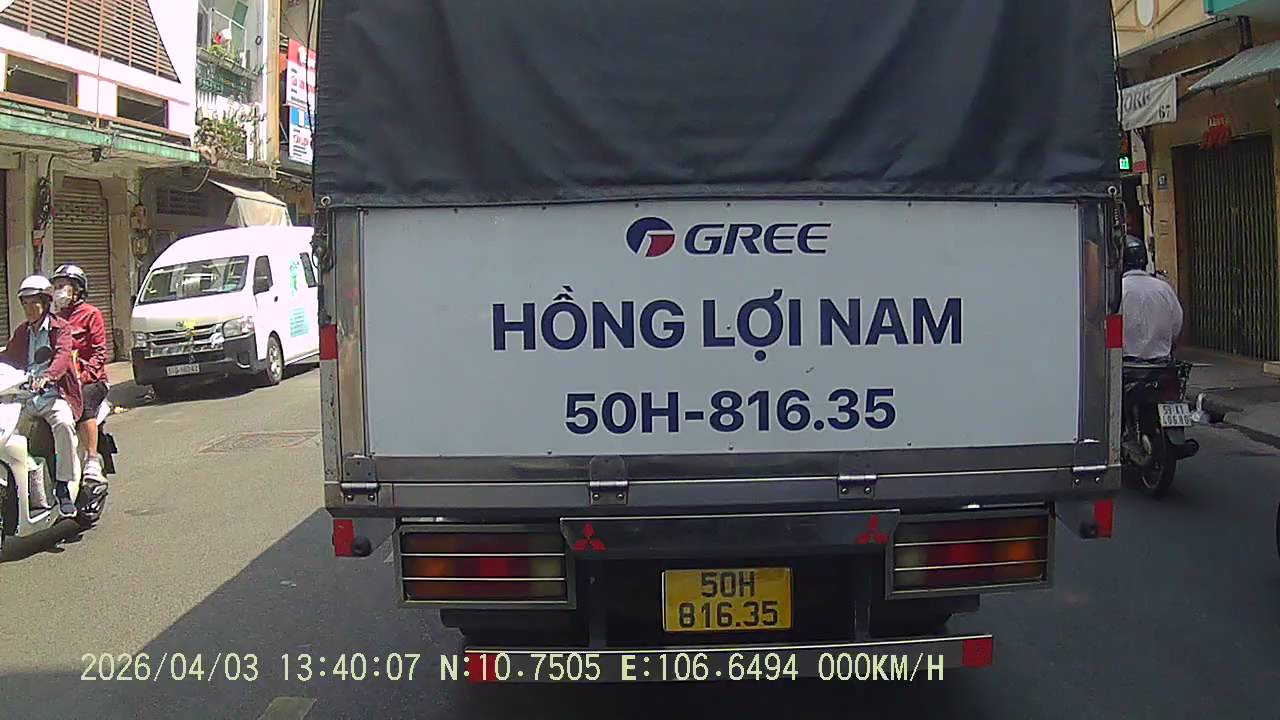 GREE
HỒNG LỢI NAM
50H-816.35
50H
816.35
67
2026/04/03 13:40:07 N:10.7505 E:106.6494 000KM/H